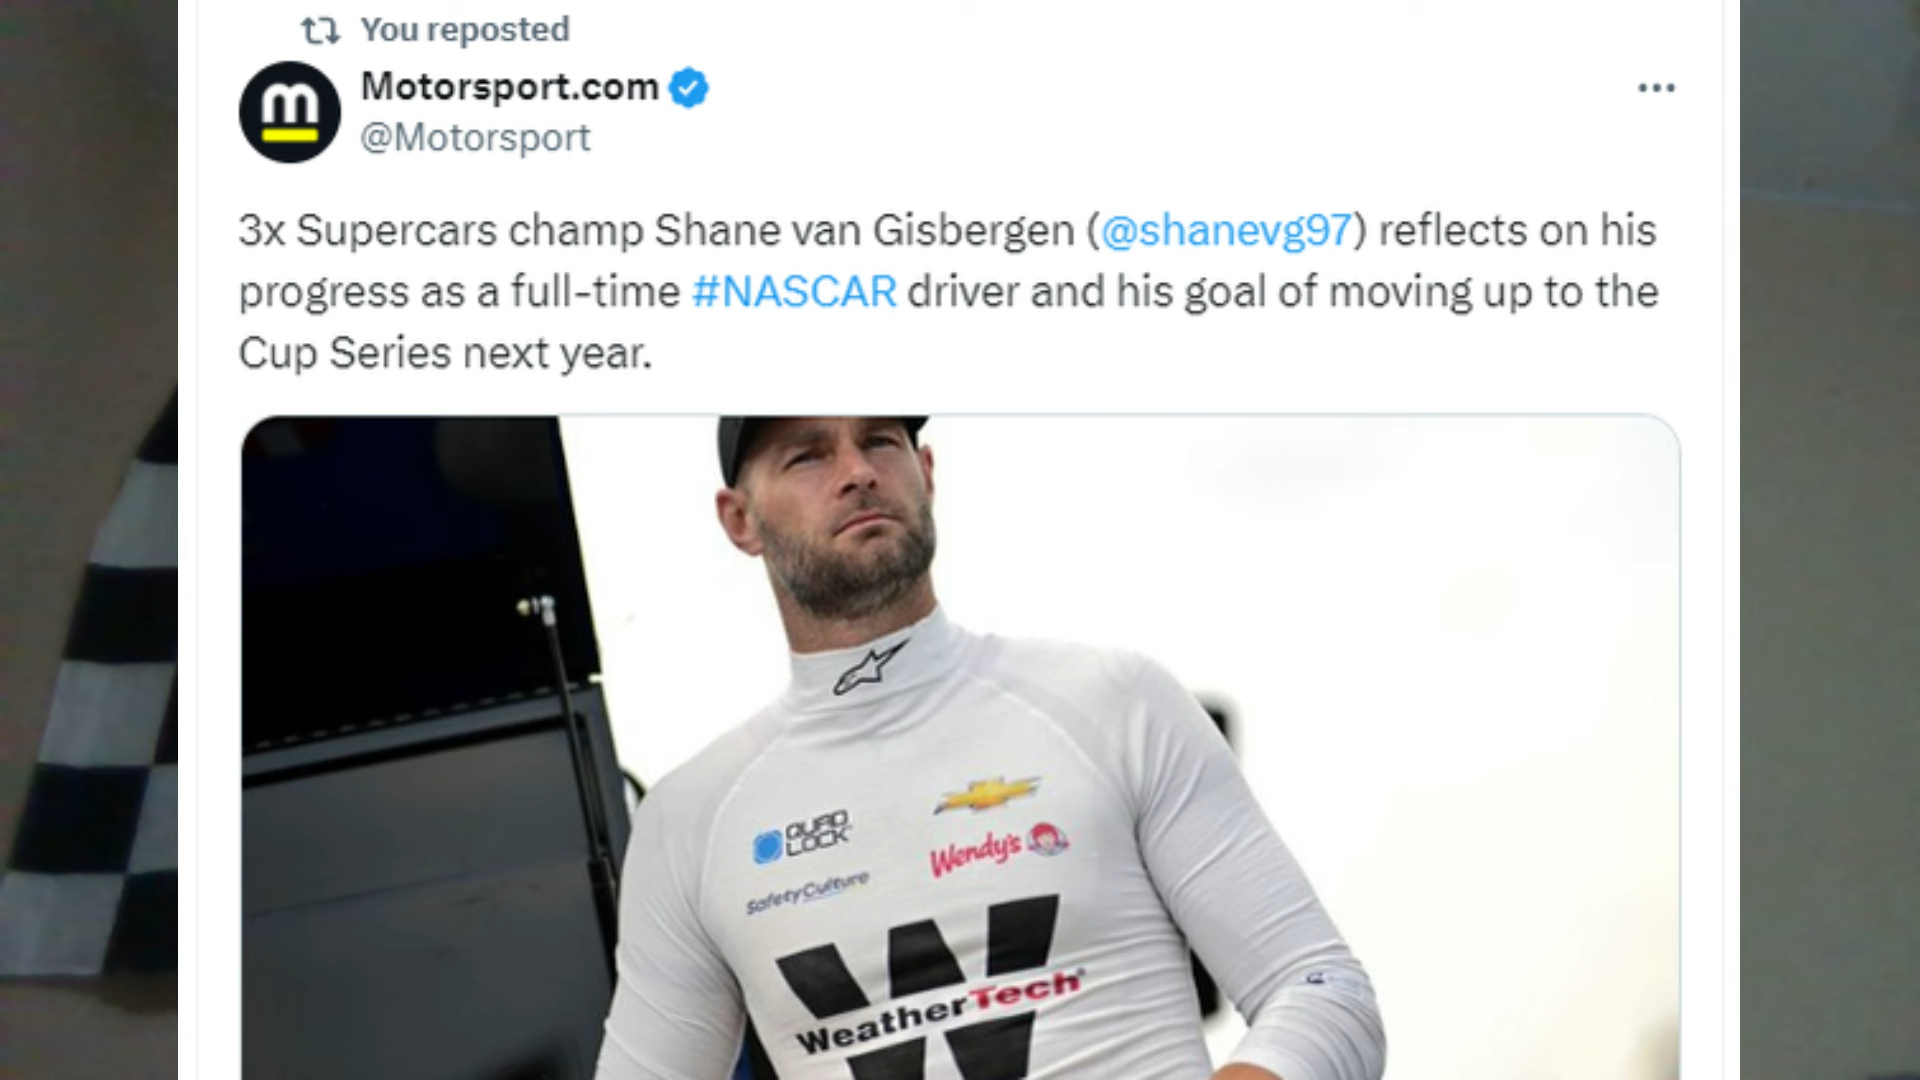 You reposted
Motorsport.com
@Motorsport
3x Supercars champ Shane van Gisbergen (@shanevg97) reflects on his
progress as a full-time #NASCAR driver and his goal of moving up to the
Cup Series next year.
QUAD
LOCK
Wendy's
SafetyCulture
WeatherTech